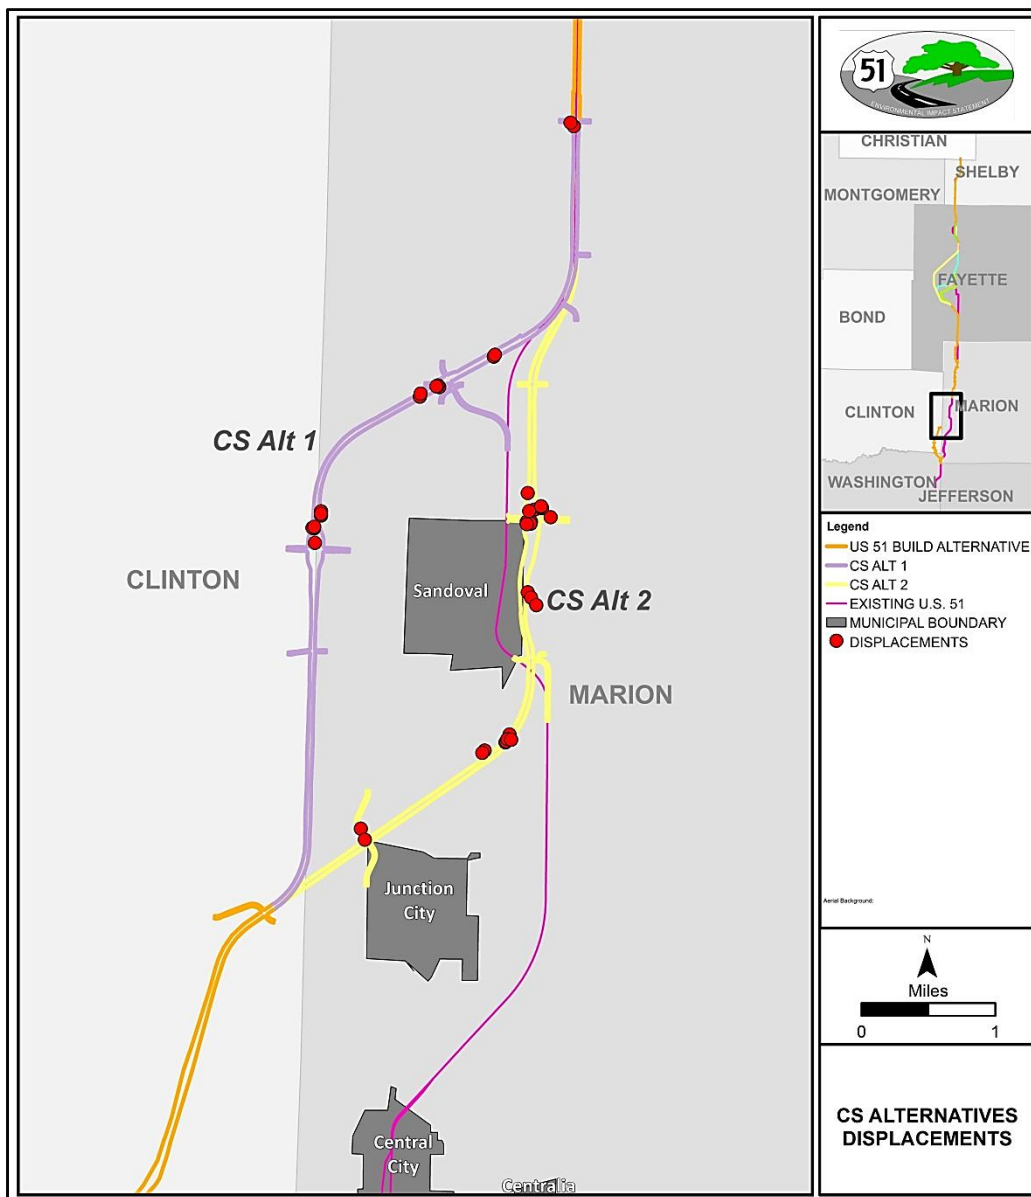 CS Alt 1
CLINTON
Sandoval
CS Alt 2
MARION
Junction
City
Central
City
Centralia
51
ENVIRONMENTAL IMPACT STATEMENT
CHRISTIAN
SHELBY
MONTGOMERY
FAYETTE
BOND
CLINTON
MARION
WASHINGTON
JEFFERSON
Legend
US 51 BUILD ALTERNATIVE
CS ALT 1
CS ALT 2
EXISTING U.S. 51
MUNICIPAL BOUNDARY
DISPLACEMENTS
Aerial Background:
N
Miles
0 1
CS ALTERNATIVES
DISPLACEMENTS